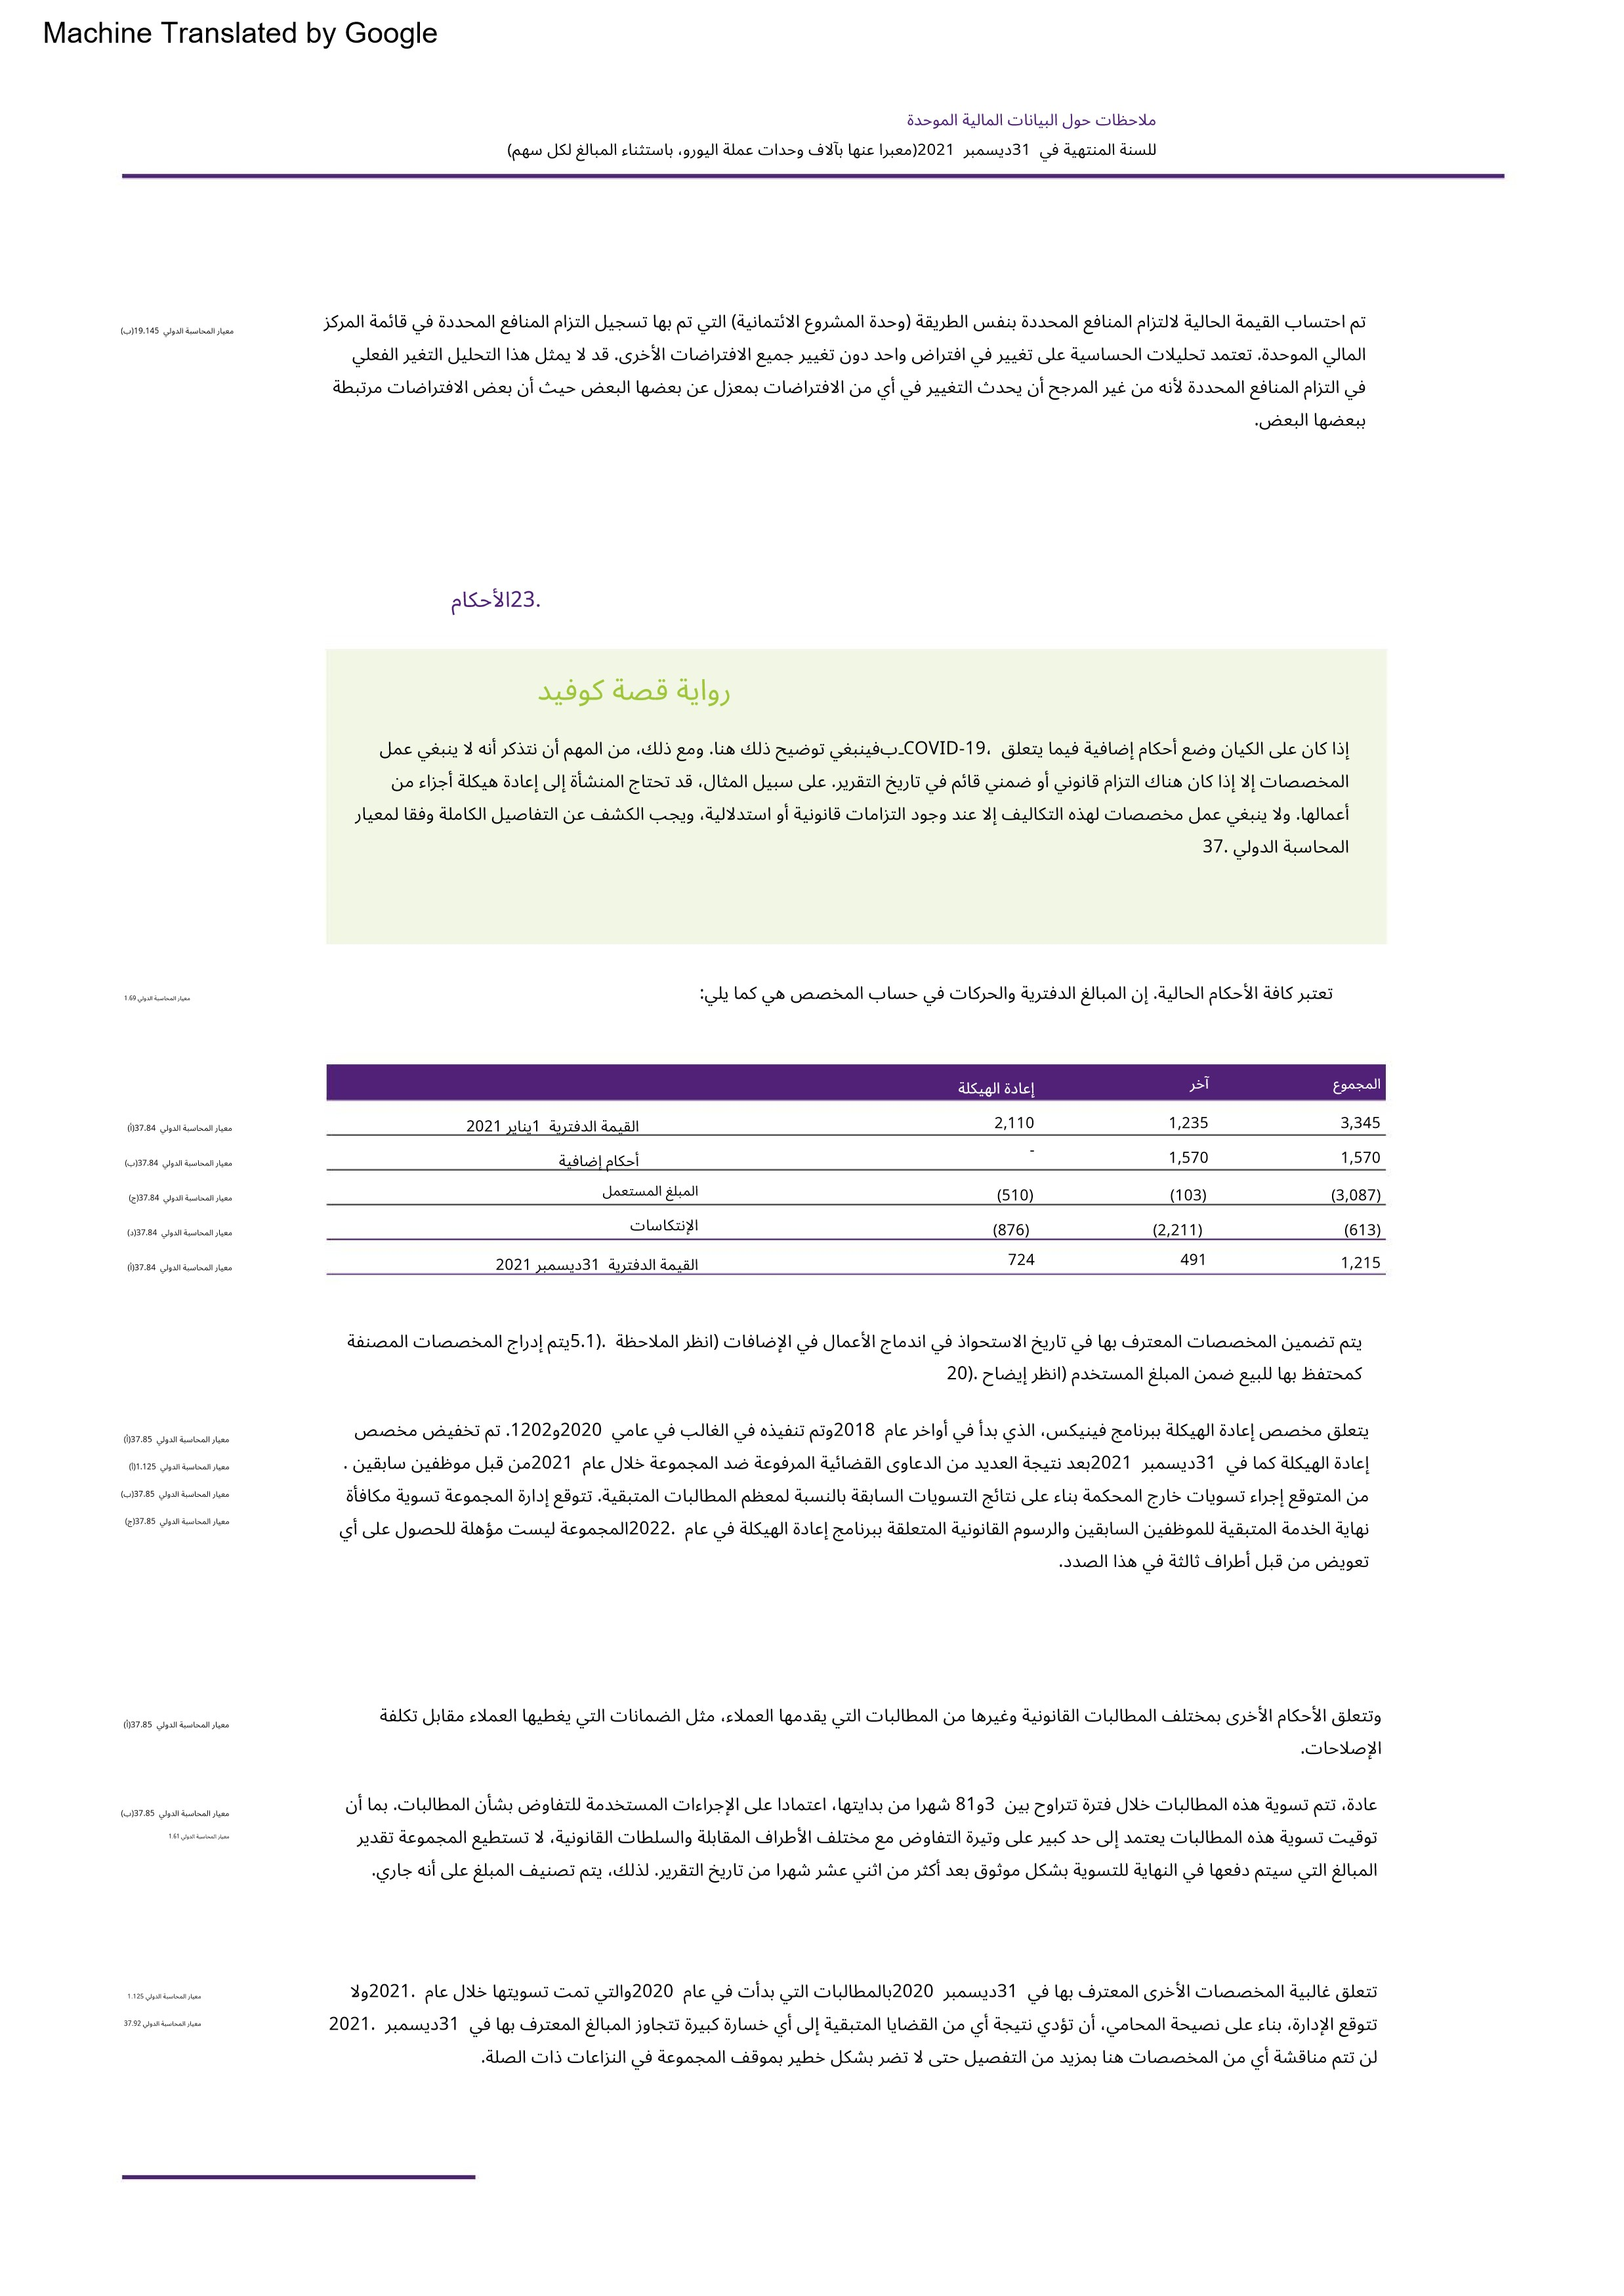 Machine Translated by Google
ملاحظات حول البيانات المالية الموحدة
للسنة المنتهية في 31ديسمبر 2021(معبرا عنها بآلاف وحدات عملة اليورو، باستثناء المبالغ لكل سهم)
تم احتساب القيمة الحالية لالتزام المنافع المحددة بنفس الطريقة (وحدة المشروع الائتمانية) التي تم بها تسجيل التزام المنافع المحددة في قائمة المركز
معيار المحاسبة الدولي 19.145(ب)
المالي الموحدة. تعتمد تحليلات الحساسية على تغيير في افتراض واحد دون تغيير جميع الافتراضات الأخرى. قد لا يمثل هذا التحليل التغير الفعلي
في التزام المنافع المحددة لأنه من غير المرجح أن يحدث التغيير في أي من الافتراضات بمعزل عن بعضها البعض حيث أن بعض الافتراضات مرتبطة
ببعضها البعض.
.23الأحكام
رواية قصة كوفيد
إذا كان على الكيان وضع أحكام إضافية فيما يتعلق ،COVID-19ـبفينبغي توضيح ذلك هنا. ومع ذلك، من المهم أن نتذكر أنه لا ينبغي عمل
المخصصات إلا إذا كان هناك التزام قانوني أو ضمني قائم في تاريخ التقرير. على سبيل المثال، قد تحتاج المنشأة إلى إعادة هيكلة أجزاء من
أعمالها. ولا ينبغي عمل مخصصات لهذه التكاليف إلا عند وجود التزامات قانونية أو استدلالية، ويجب الكشف عن التفاصيل الكاملة وفقا لمعيار
المحاسبة الدولي .37
تعتبر كافة الأحكام الحالية. إن المبالغ الدفترية والحركات في حساب المخصص هي كما يلي:
معيار المحاسبة الدولي 1.69
إعادة الهيكلة آخر المجموع
معيار المحاسبة الدولي 37.84(أ) القيمة الدفترية 1يناير 2021 2,110 1,235 3,345
معيار المحاسبة الدولي 37.84(ب) أحكام إضافية - 1,570 1,570
معيار المحاسبة الدولي 37.84(ج) المبلغ المستعمل (510) (103) (3,087)
معيار المحاسبة الدولي 37.84(د) الإنتكاسات (876) (2,211) (613)
معيار المحاسبة الدولي 37.84(أ) القيمة الدفترية 31ديسمبر 2021 724 491 1,215
يتم تضمين المخصصات المعترف بها في تاريخ الاستحواذ في اندماج الأعمال في الإضافات (انظر الملاحظة .(5.1يتم إدراج المخصصات المصنفة
كمحتفظ بها للبيع ضمن المبلغ المستخدم (انظر إيضاح .(20
يتعلق مخصص إعادة الهيكلة ببرنامج فينيكس، الذي بدأ في أواخر عام 2018وتم تنفيذه في الغالب في عامي 2020و1202. تم تخفيض مخصص
معيار المحاسبة الدولي 37.85(أ)
إعادة الهيكلة كما في 31ديسمبر 2021بعد نتيجة العديد من الدعاوى القضائية المرفوعة ضد المجموعة خلال عام 2021من قبل موظفين سابقين .
معيار المحاسبة الدولي 1.125(أ)
من المتوقع إجراء تسويات خارج المحكمة بناء على نتائج التسويات السابقة بالنسبة لمعظم المطالبات المتبقية. تتوقع إدارة المجموعة تسوية مكافأة
معيار المحاسبة الدولي 37.85(ب)
نهاية الخدمة المتبقية للموظفين السابقين والرسوم القانونية المتعلقة ببرنامج إعادة الهيكلة في عام .2022المجموعة ليست مؤهلة للحصول على أي
معيار المحاسبة الدولي 37.85(ج)
تعويض من قبل أطراف ثالثة في هذا الصدد.
وتتعلق الأحكام الأخرى بمختلف المطالبات القانونية وغيرها من المطالبات التي يقدمها العملاء، مثل الضمانات التي يغطيها العملاء مقابل تكلفة
معيار المحاسبة الدولي 37.85(أ)
الإصلاحات.
عادة، تتم تسوية هذه المطالبات خلال فترة تتراوح بين 3و81 شهرا من بدايتها، اعتمادا على الإجراءات المستخدمة للتفاوض بشأن المطالبات. بما أن
معيار المحاسبة الدولي 37.85(ب)
توقيت تسوية هذه المطالبات يعتمد إلى حد كبير على وتيرة التفاوض مع مختلف الأطراف المقابلة والسلطات القانونية، لا تستطيع المجموعة تقدير
معيار المحاسبة الدولي 1.61
المبالغ التي سيتم دفعها في النهاية للتسوية بشكل موثوق بعد أكثر من اثني عشر شهرا من تاريخ التقرير. لذلك، يتم تصنيف المبلغ على أنه جاري.
تتعلق غالبية المخصصات الأخرى المعترف بها في 31ديسمبر 2020بالمطالبات التي بدأت في عام 2020والتي تمت تسويتها خلال عام .2021ولا
معيار المحاسبة الدولي 1.125
تتوقع الإدارة، بناء على نصيحة المحامي، أن تؤدي نتيجة أي من القضايا المتبقية إلى أي خسارة كبيرة تتجاوز المبالغ المعترف بها في 31ديسمبر .2021
معيار المحاسبة الدولي 37.92
لن تتم مناقشة أي من المخصصات هنا بمزيد من التفصيل حتى لا تضر بشكل خطير بموقف المجموعة في النزاعات ذات الصلة.